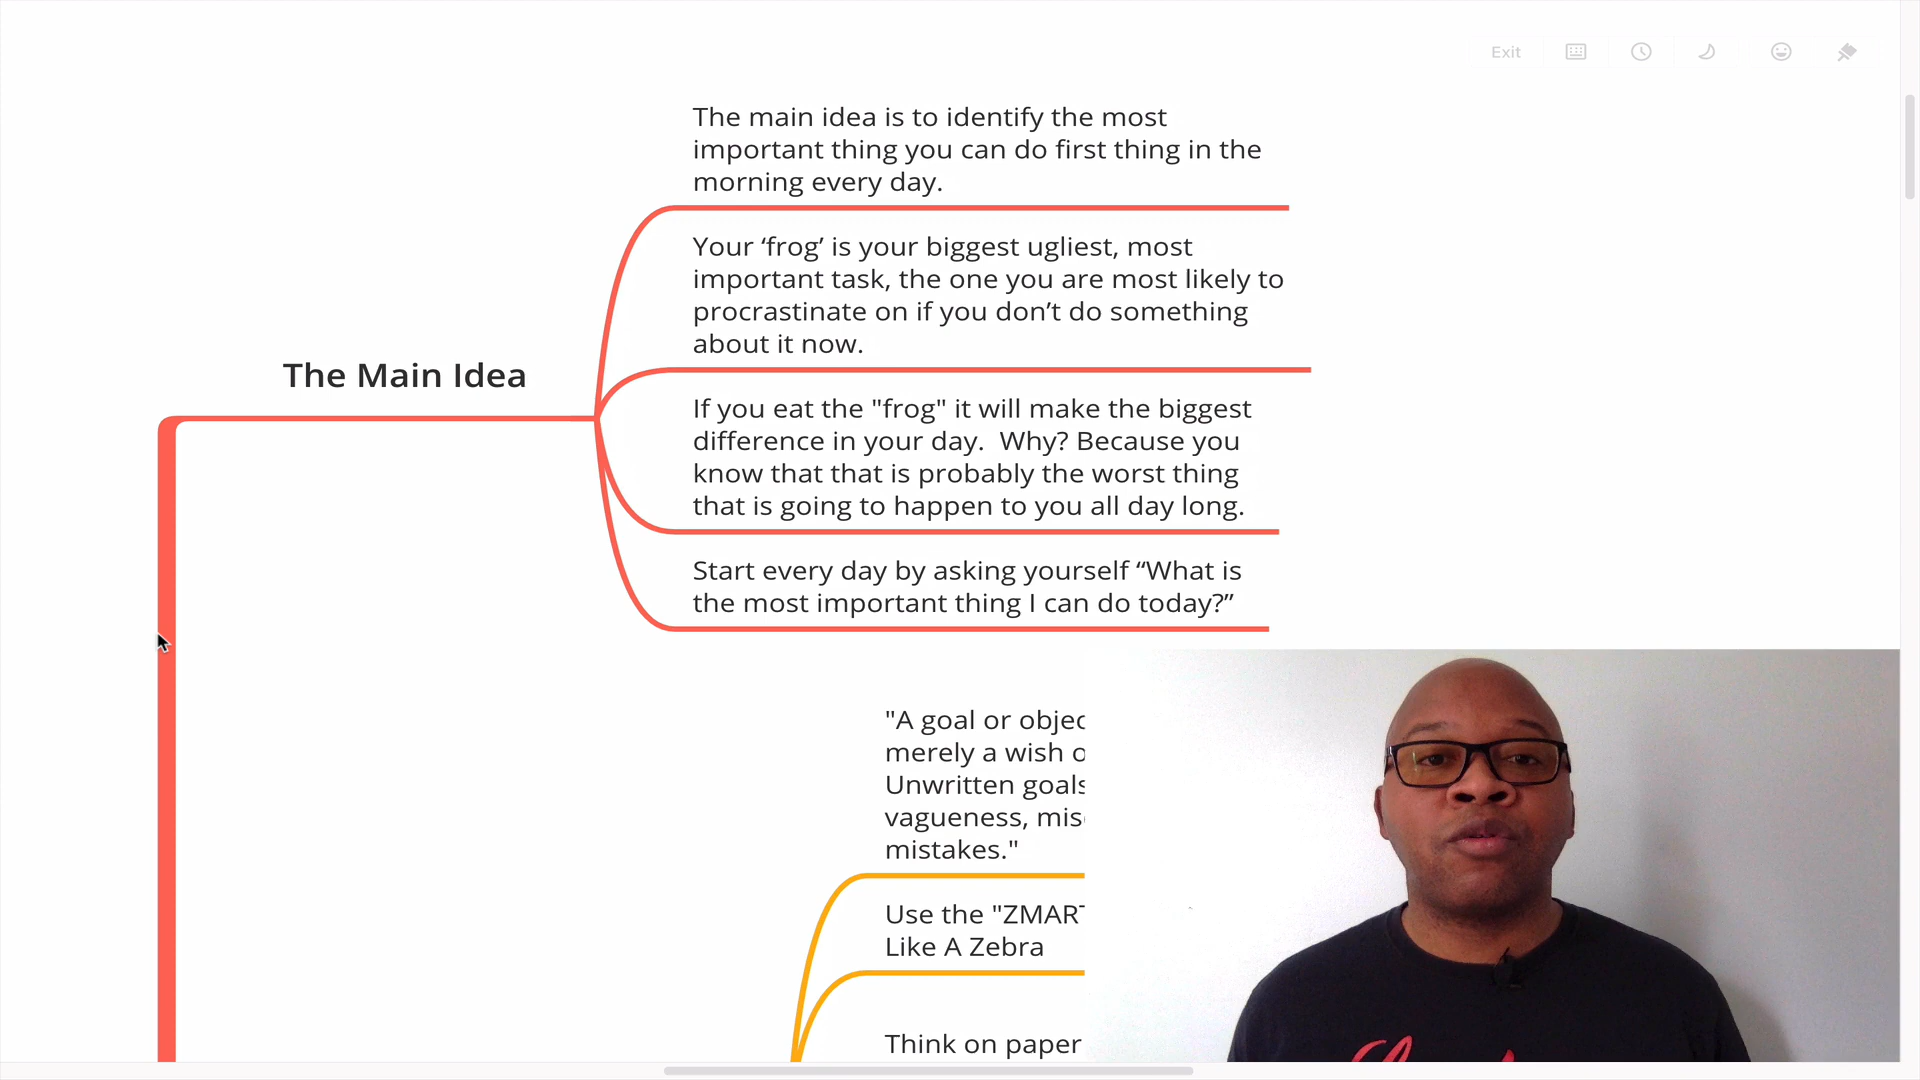 Exit
The main idea is to identify the most
important thing you can do first thing in the
morning every day.
Your ‘frog’ is your biggest ugliest, most
important task, the one you are most likely to
procrastinate on if you don’t do something
about it now.
The Main Idea
If you eat the "frog" it will make the biggest
difference in your day.  Why? Because you
know that that is probably the worst thing
that is going to happen to you all day long.
Start every day by asking yourself “What is
the most important thing I can do today?”
"A goal or objec
merely a wish o
Unwritten goals
vagueness, mis
mistakes."
Use the "ZMART
Like A Zebra
Think on paper